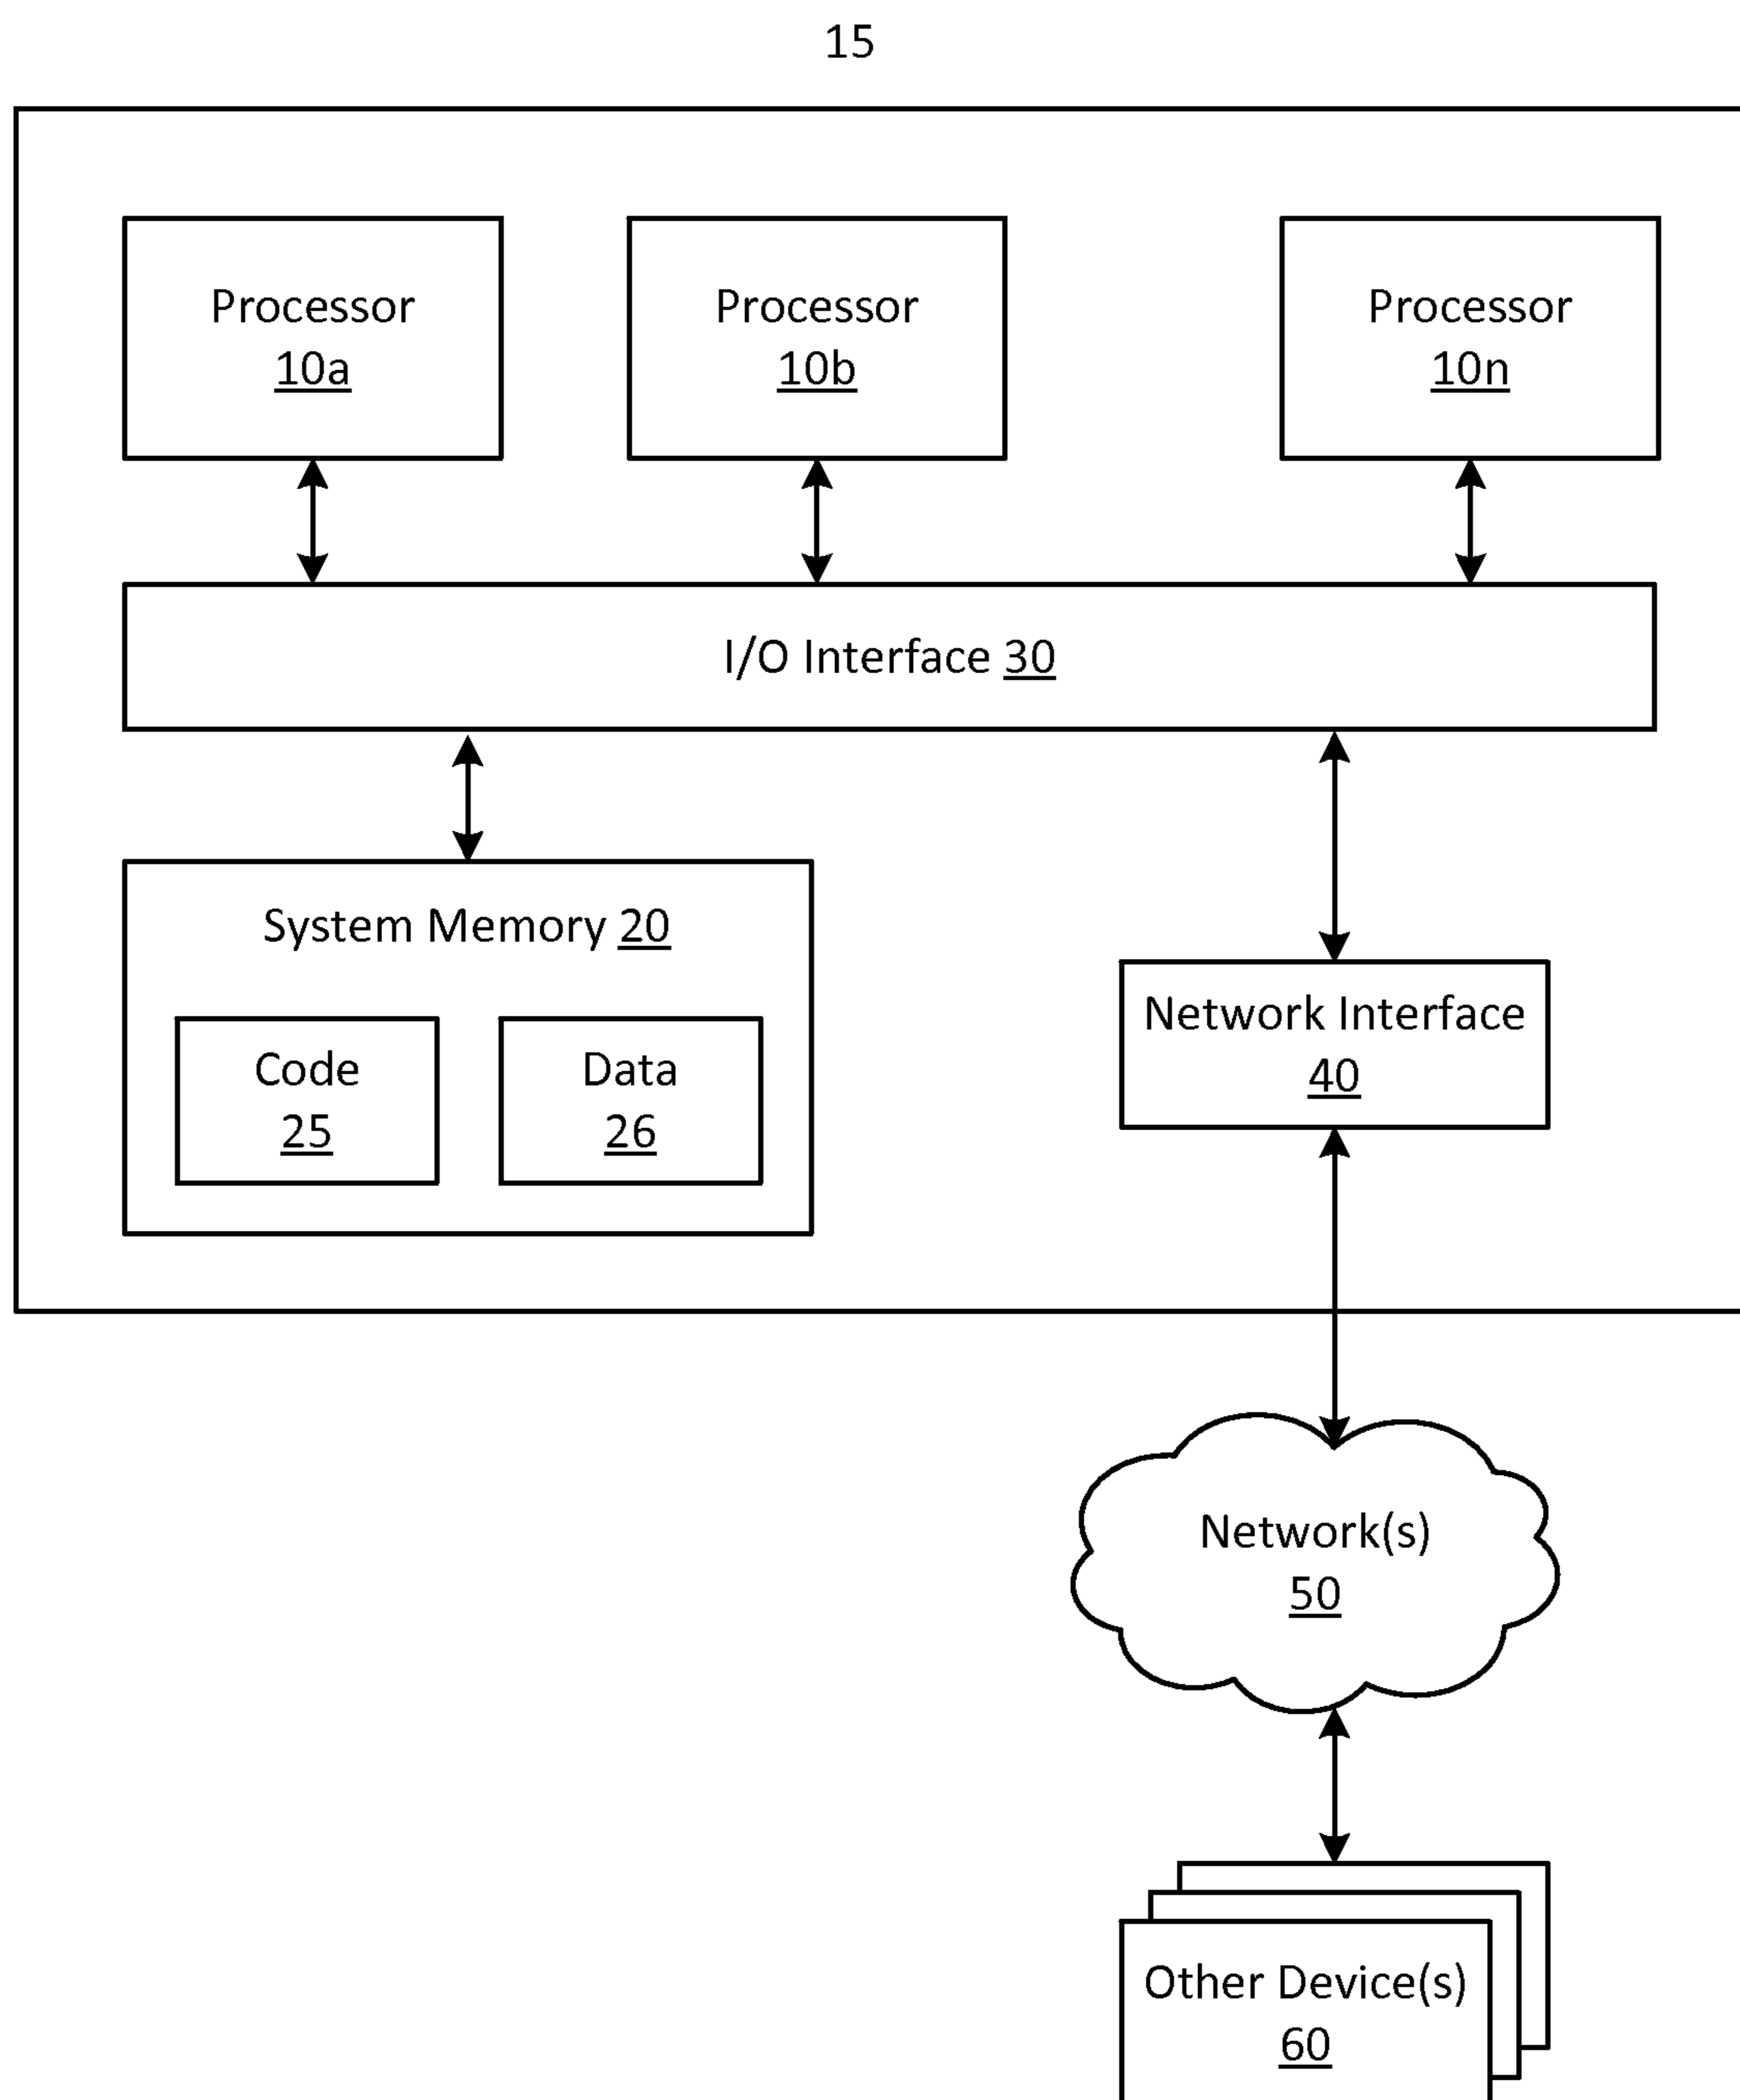 15
Processor
10a
Processor
10b
Processor
10n
I/O Interface 30
System Memory 20
Code
25
Data
26
Network Interface
40
Network(s)
50
Other Device(s)
60